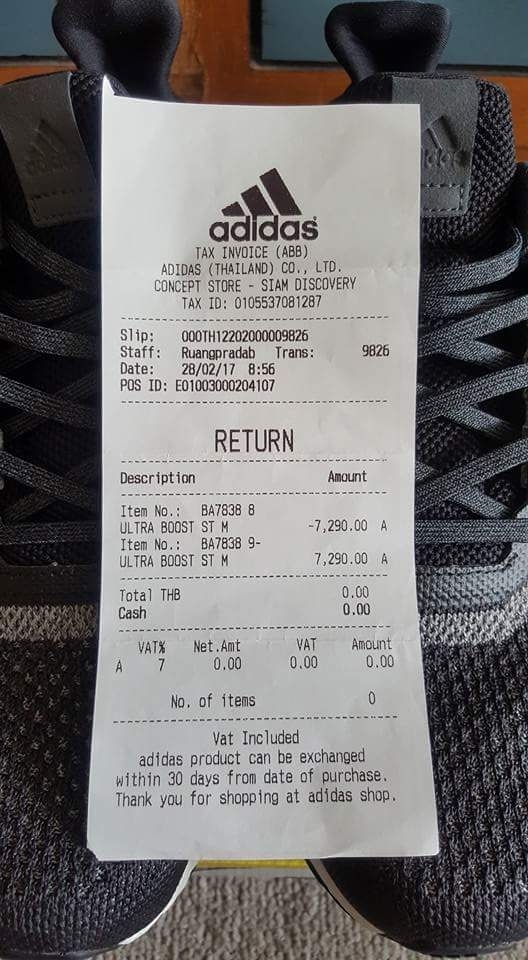 adidas
TAX INVOICE (ABB)
ADIDAS (THAILAND) CO., LTD.
CONCEPT STORE - SIAM DISCOVERY
TAX ID: 0105537081287
Slip: 000TH12202000009826
Staff: Ruangpradab Trans: 9826
Date: 28/02/17 8:56
POS ID: E01003000204107
RETURN
Description Amount
Item No.: BA7838 8
ULTRA BOOST ST M -7,290.00 A
Item No.: BA7838 9-
ULTRA BOOST ST M 7,290.00 A
Total THB 0.00
Cash 0.00
VAT% Net.Amt VAT Amount
A 7 0.00 0.00 0.00
No. of items 0
Vat Included
adidas product can be exchanged
within 30 days from date of purchase.
Thank you for shopping at adidas shop.